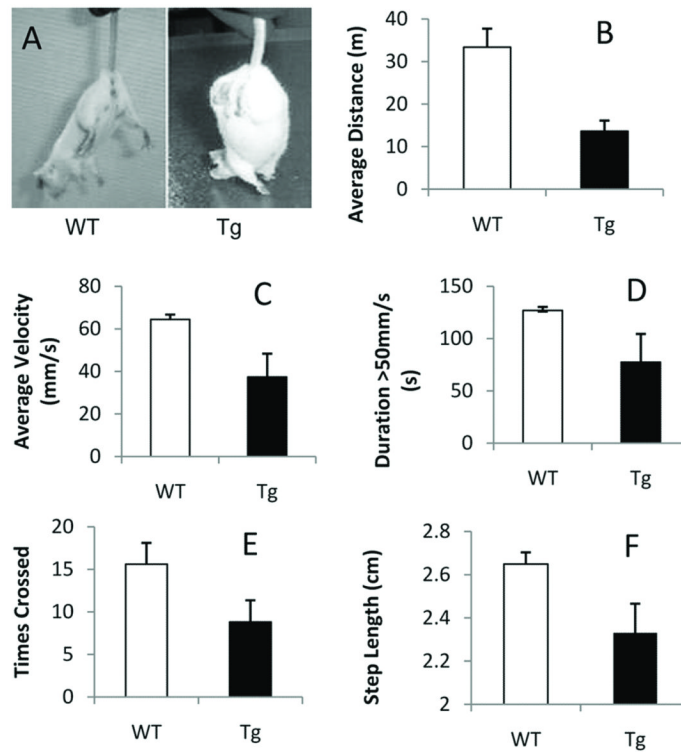 A
WT
Tg
B
Average Distance (m)
40
30
20
10
0
WT
Tg
C
Average Velocity
(mm/s)
80
60
40
20
0
WT
Tg
D
Duration >50mm/s
(s)
150
100
50
0
WT
Tg
E
Times Crossed
20
15
10
5
0
WT
Tg
F
Step Length (cm)
2.8
2.6
2.4
2.2
2
WT
Tg